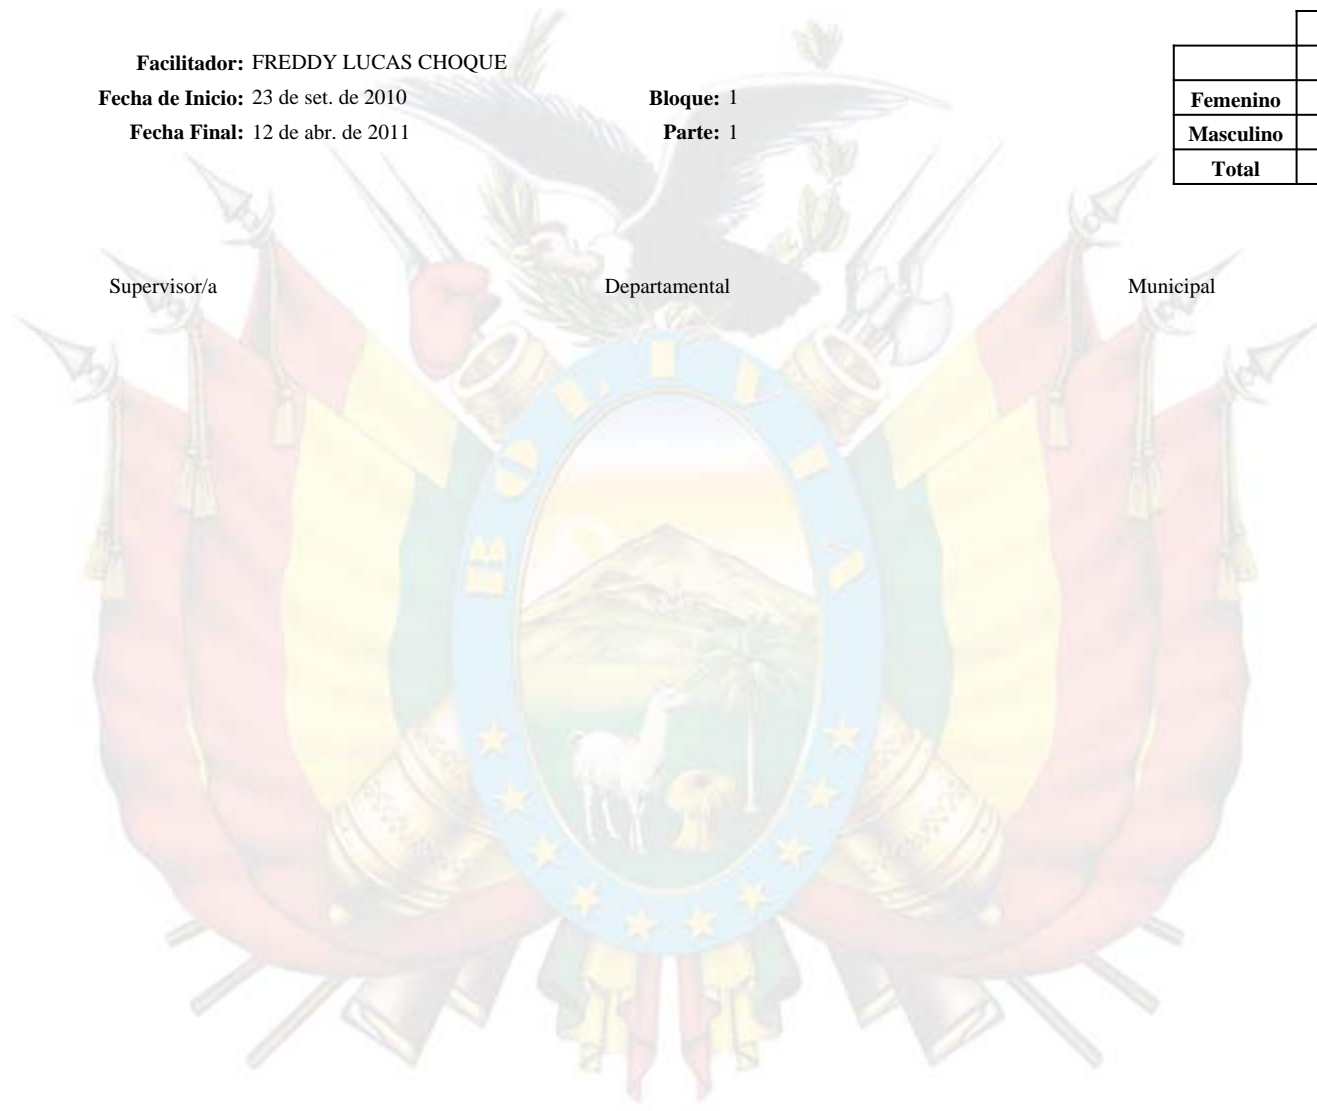 Facilitador: FREDDY LUCAS CHOQUE
Fecha de Inicio: 23 de set. de 2010 Bloque: 1
Fecha Final: 12 de abr. de 2011 Parte: 1
Femenino
Masculino
Total
Supervisor/a Departamental Municipal
BOLIVIA